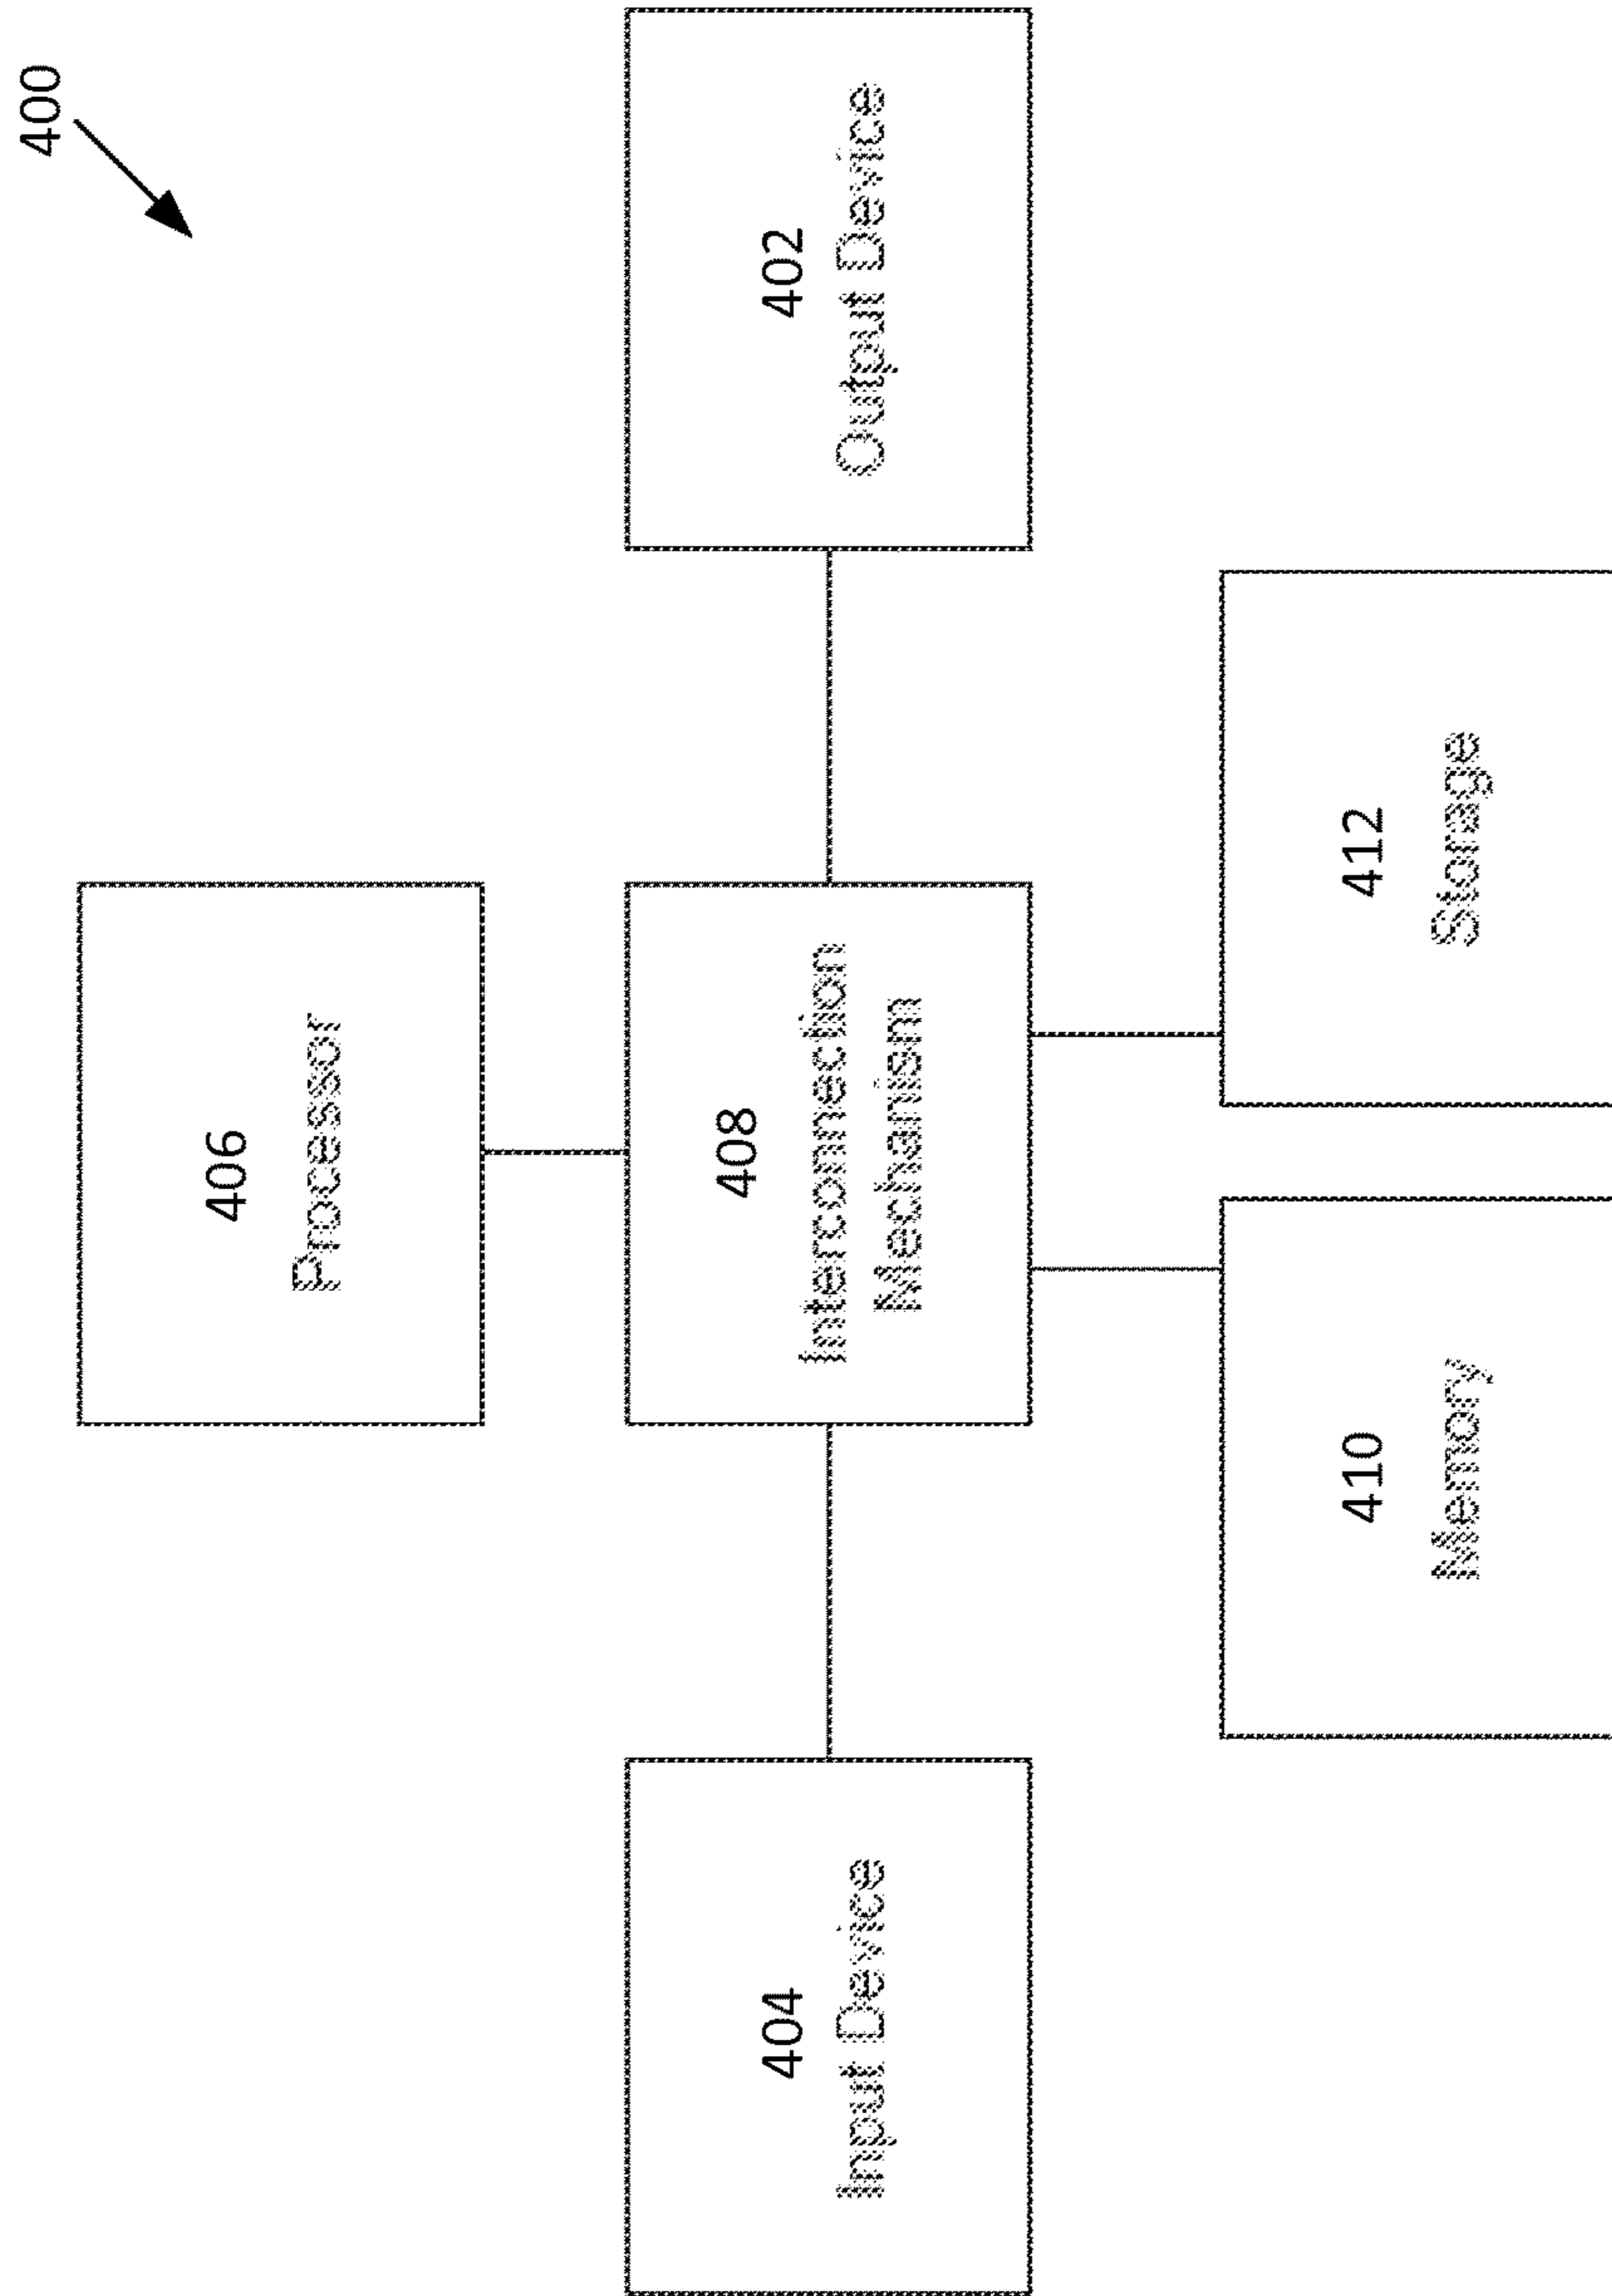 400
406
Processor
404
Input Device
408
Interconnection
Mechanism
402
Output Device
410
Memory
412
Storage